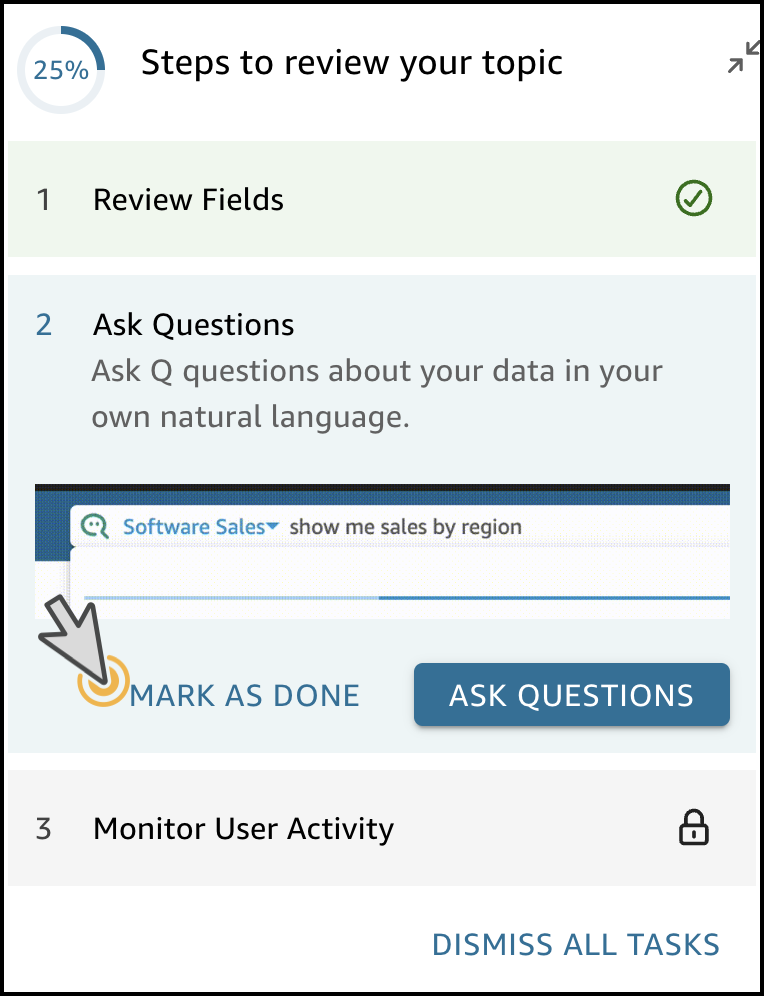 25%
Steps to review your topic
1 Review Fields
2 Ask Questions
Ask Q questions about your data in your
own natural language.
Software Sales show me sales by region
MARK AS DONE ASK QUESTIONS
3 Monitor User Activity
DISMISS ALL TASKS